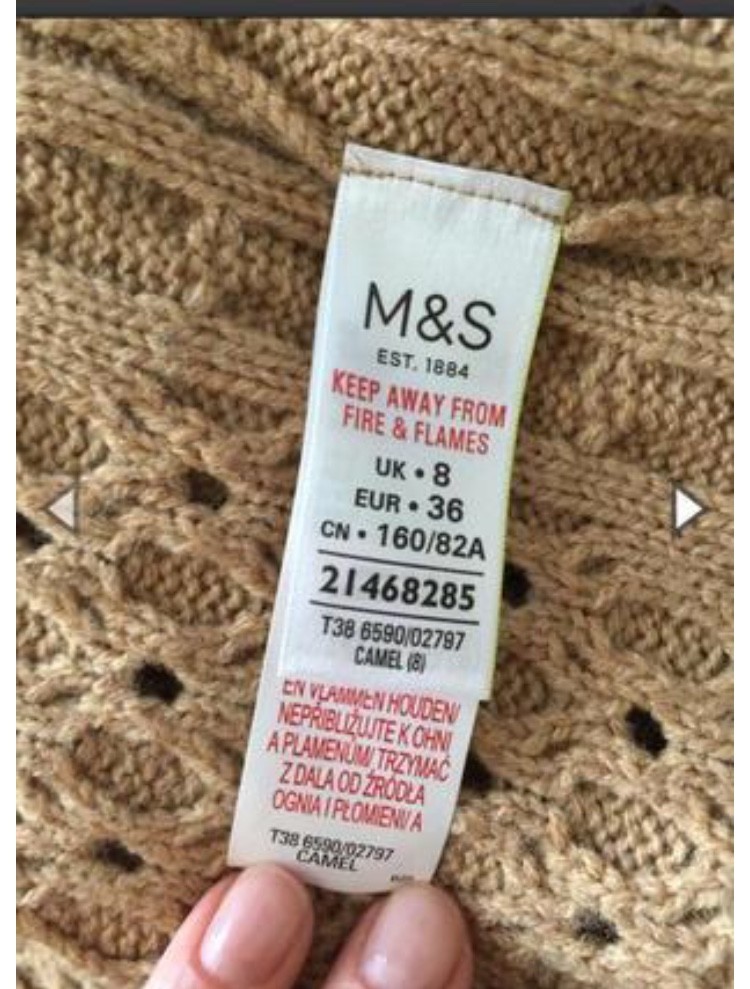 M&S
EST. 1884
KEEP AWAY FROM
FIRE & FLAMES
UK • 8
EUR • 36
CN • 160/82A
21468285
T38 6590/02797
CAMEL (8)
EN VLAMMEN HOUDEN/
NEPŘIBLIŽUJTE K OHNI
A PLAMENŮM/ TRZYMAĆ
Z DALA OD ŹRÓDŁA
OGNIA I PŁOMIENI/ A
T38 6590/02797
CAMEL